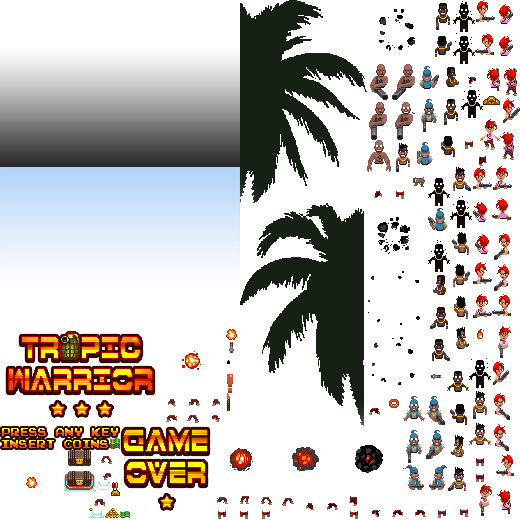 TROPIC
WARRIOR
PRESS ANY KEY
INSERT COINS
GAME
OVER